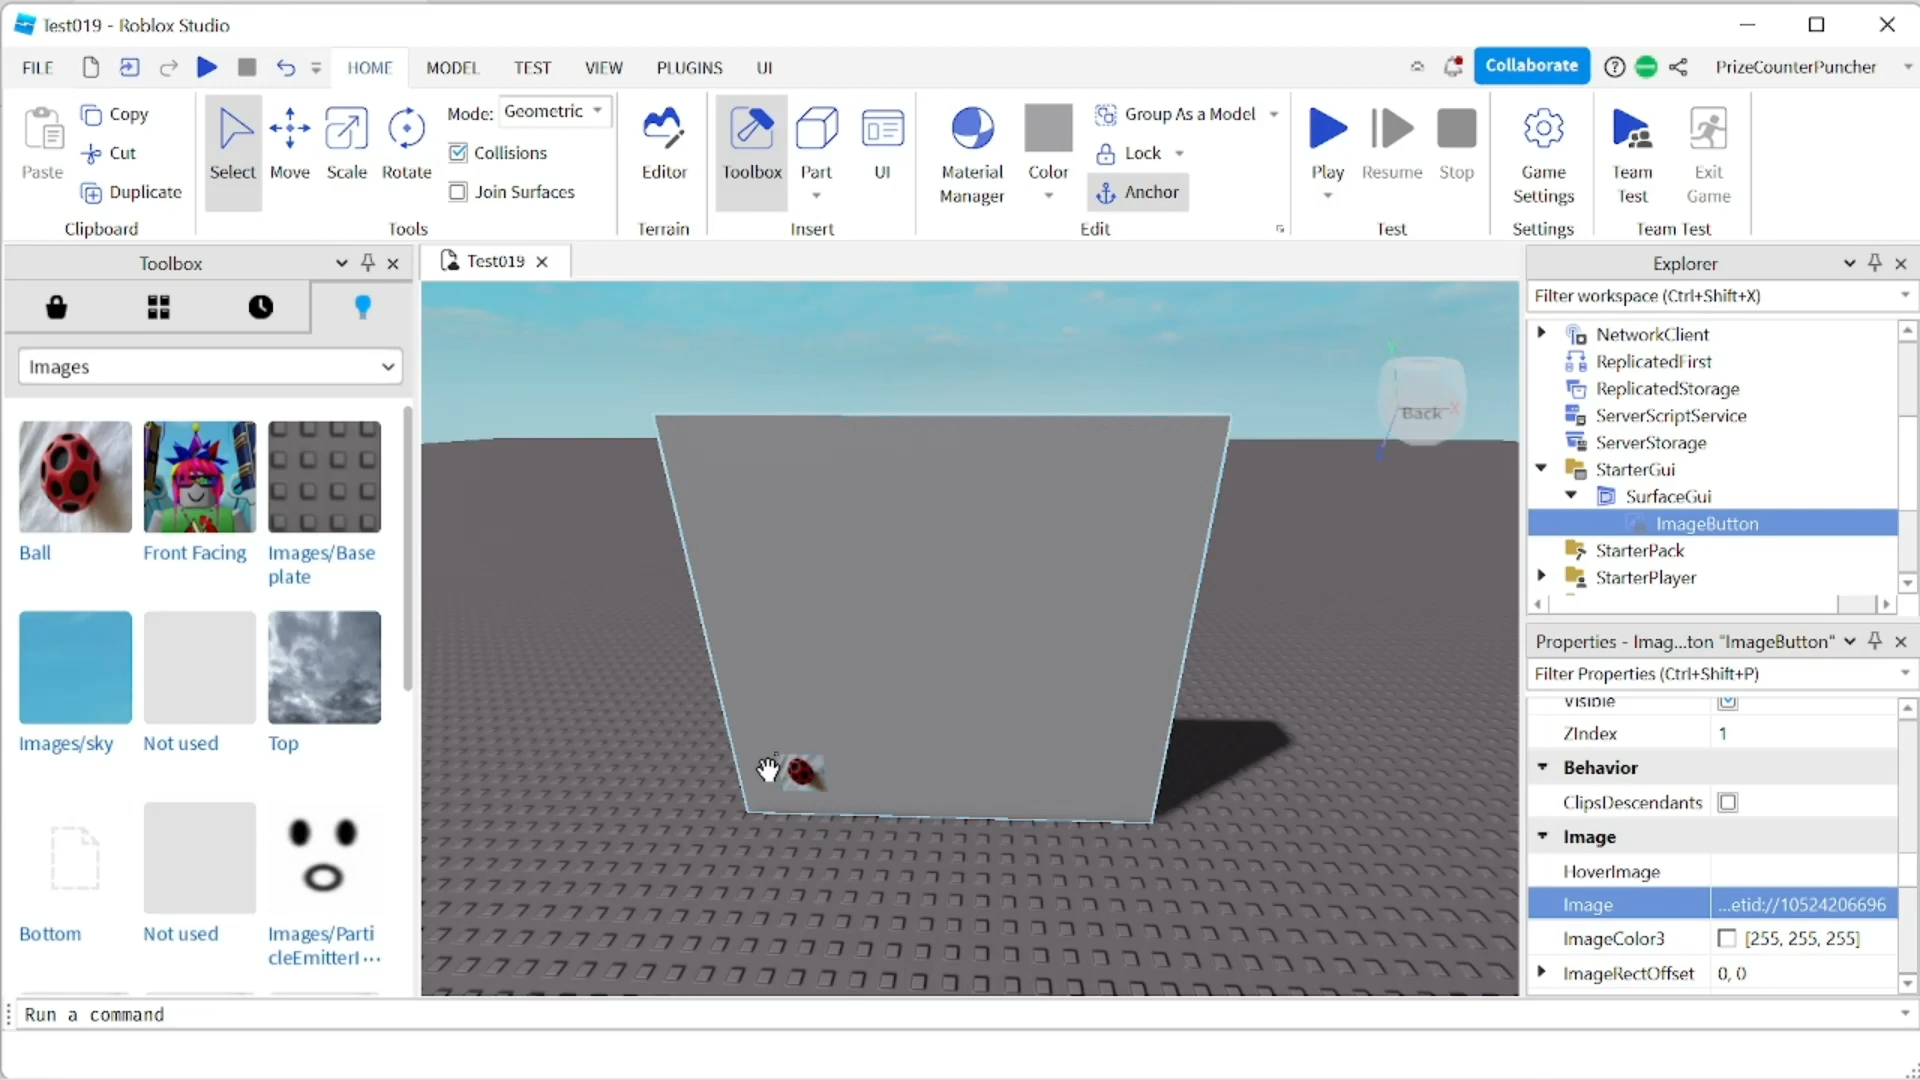 Test019 - Roblox Studio
FILE HOME MODEL TEST VIEW PLUGINS UI Collaborate PrizeCounterPuncher
Paste
Copy
Cut
Duplicate
Clipboard
Select
Move
Scale
Rotate
Mode: Geometric
Collisions
Join Surfaces
Tools
Editor
Terrain
Toolbox
Part
UI
Insert
Material
Manager
Color
Group As a Model
Lock
Anchor
Edit
Play
Resume
Stop
Test
Game
Settings
Settings
Team
Test
Exit
Game
Team Test
Toolbox
Images
Ball
Front Facing
Images/Base
plate
Images/sky
Not used
Top
Bottom
Not used
Images/Parti
cleEmitterI...
Test019
Back
X
Y
Explorer
Filter workspace (Ctrl+Shift+X)
NetworkClient
ReplicatedFirst
ReplicatedStorage
ServerScriptService
ServerStorage
StarterGui
SurfaceGui
ImageButton
StarterPack
StarterPlayer
Properties - Imag...ton "ImageButton"
Filter Properties (Ctrl+Shift+P)
Visible
ZIndex 1
Behavior
ClipsDescendants
Image
HoverImage
Image ...etid://10524206696
ImageColor3 [255, 255, 255]
ImageRectOffset 0, 0
Run a command